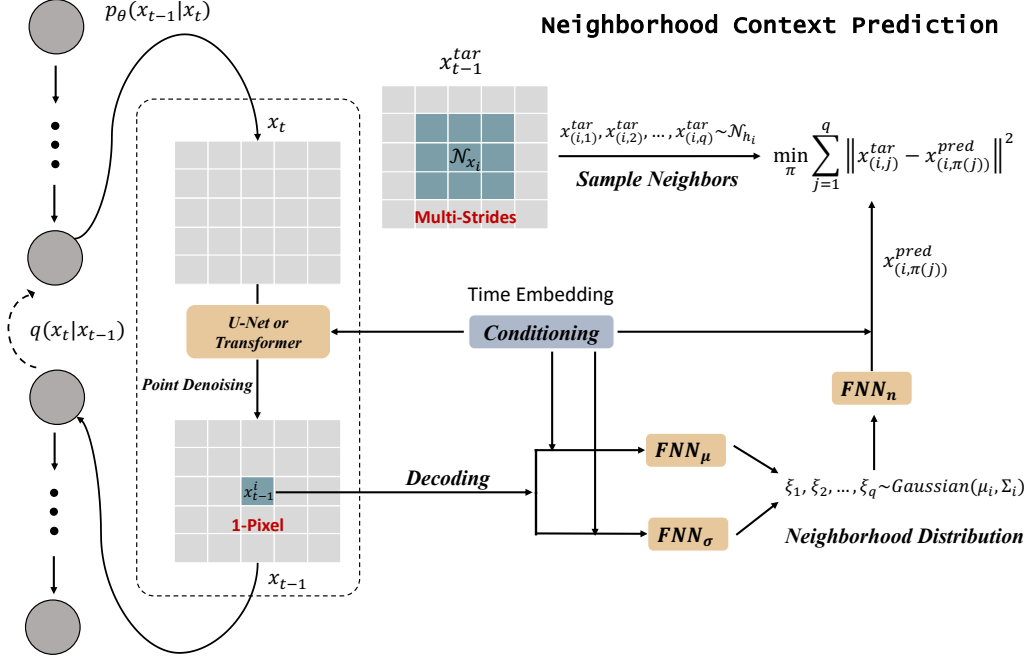 Neighborhood Context Prediction
p_θ(x_{t-1}|x_t)
x_{t-1}^{tar}
x_t
𝒩_{x_i}
Multi-Strides
x_{(i,1)}^{tar}, x_{(i,2)}^{tar}, …, x_{(i,q)}^{tar}~𝒩_{h_i}
Sample Neighbors
min_π ∑_{j=1}^{q} ‖x_{(i,j)}^{tar} − x_{(i,π(j))}^{pred}‖^2
x_{(i,π(j))}^{pred}
q(x_t|x_{t-1})
U-Net or
Transformer
Time Embedding
Conditioning
Point Denoising
FNN_n
x_{t-1}^i
1-Pixel
Decoding
FNN_μ
FNN_σ
ξ_1, ξ_2, …, ξ_q~Gaussian(μ_i, Σ_i)
Neighborhood Distribution
x_{t-1}